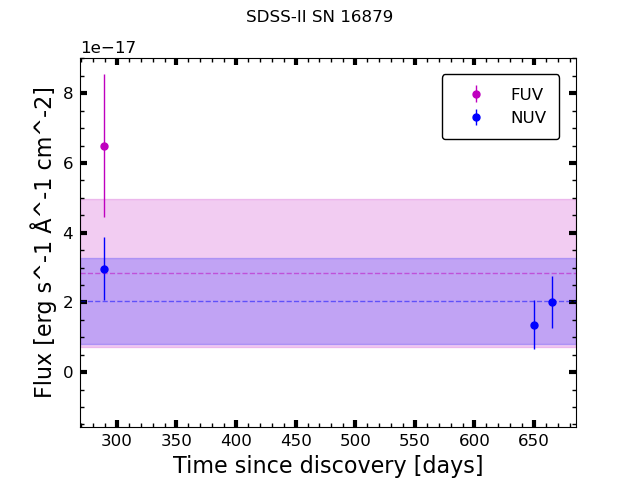 SDSS-II SN 16879
1e−17
FUV
NUV
8
6
4
2
0
Flux [erg s^-1 Å^-1 cm^-2]
300 350 400 450 500 550 600 650
Time since discovery [days]